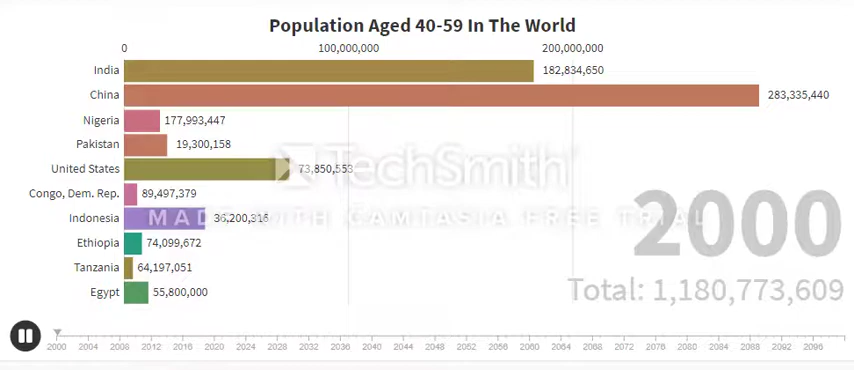 Population Aged 40-59 In The World
0 100,000,000 200,000,000
India 182,834,650
China 283,335,440
Nigeria 177,993,447
Pakistan 19,300,158
United States 73,850,553
Congo, Dem. Rep. 89,497,379
Indonesia 36,200,316
Ethiopia 74,099,672
Tanzania 64,197,051
Egypt 55,800,000
TechSmith
MADE WITH CAMTASIA FREE TRIAL
2000
Total: 1,180,773,609
2000 2004 2008 2012 2016 2020 2024 2028 2032 2036 2040 2044 2048 2052 2056 2060 2064 2068 2072 2076 2080 2084 2088 2092 2096